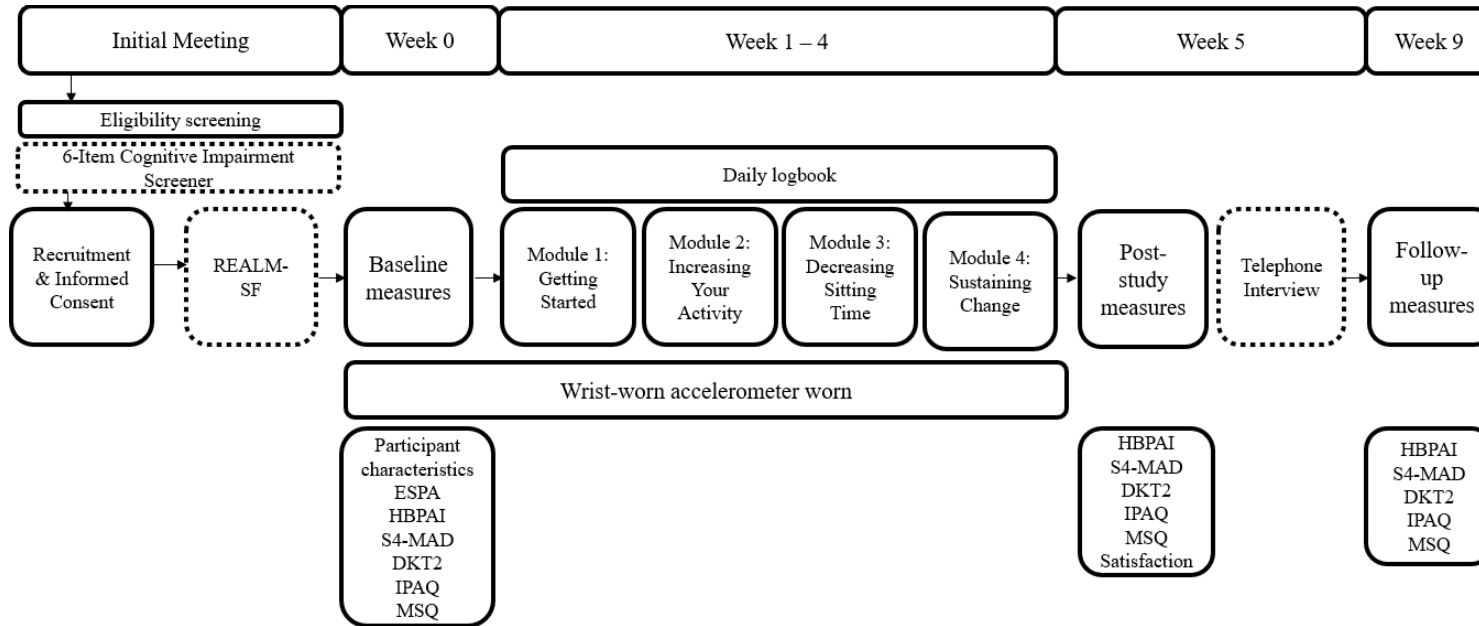 Initial Meeting
Week 0
Week 1 – 4
Week 5
Week 9
Eligibility screening
6-Item Cognitive Impairment
Screener
Daily logbook
Recruitment
& Informed
Consent
REALM-
SF
Baseline
measures
Module 1:
Getting
Started
Module 2:
Increasing
Your
Activity
Module 3:
Decreasing
Sitting
Time
Module 4:
Sustaining
Change
Post-
study
measures
Telephone
Interview
Follow-
up
measures
Wrist-worn accelerometer worn
Participant
characteristics
ESPA
HBPAI
S4-MAD
DKT2
IPAQ
MSQ
HBPAI
S4-MAD
DKT2
IPAQ
MSQ
Satisfaction
HBPAI
S4-MAD
DKT2
IPAQ
MSQ